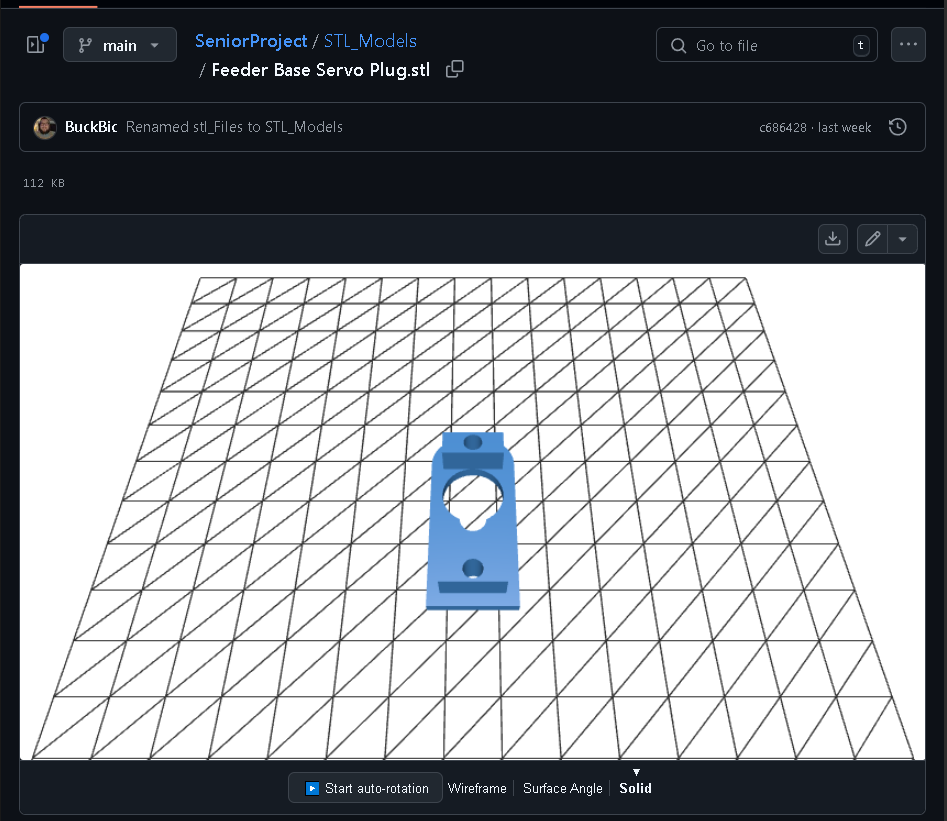 main
SeniorProject / STL_Models
/ Feeder Base Servo Plug.stl
Go to file
t
BuckBic Renamed stl_Files to STL_Models
c686428 · last week
112 KB
Start auto-rotation Wireframe Surface Angle Solid